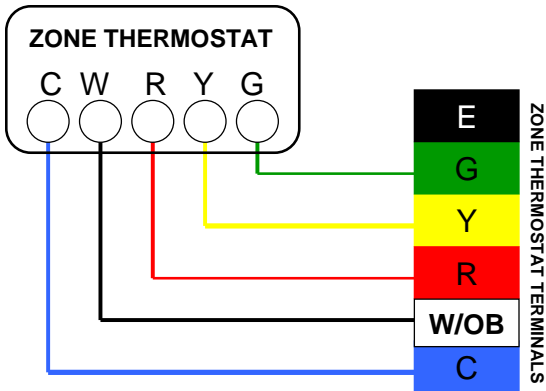 ZONE THERMOSTAT
C W R Y G
E
G
Y
R
W/OB
C
ZONE THERMOSTAT TERMINALS